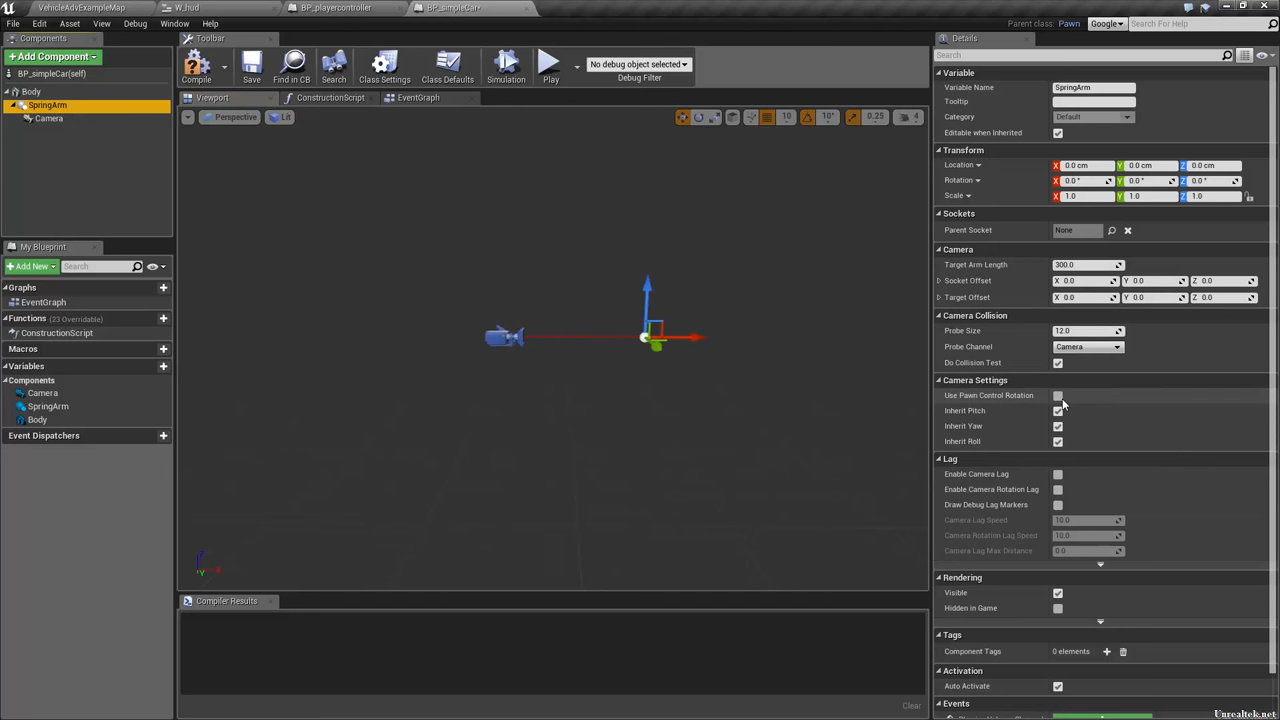 VehicleAdvExampleMap
W_hud
BP_playercontroller
BP_simpleCar*
File Edit Asset View Debug Window Help
Parent class: Pawn
Google
Search For Help
Components
Toolbar
Details
+Add Component
BP_simpleCar(self)
Body
SpringArm
Camera
Compile
Save
Find in CB
Search
Class Settings
Class Defaults
Simulation
Play
No debug object selected
Debug Filter
Viewport
ConstructionScript
EventGraph
Perspective
Lit
10
10°
0.25
4
My Blueprint
+Add New
Search
Graphs
EventGraph
Functions (23 Overridable)
ConstructionScript
Macros
Variables
Components
Camera
SpringArm
Body
Event Dispatchers
Compiler Results
Clear
Search
Variable
Variable Name SpringArm
Tooltip
Category Default
Editable when Inherited
Transform
Location X 0.0 cm Y 0.0 cm Z 0.0 cm
Rotation X 0.0 ° Y 0.0 ° Z 0.0 °
Scale X 1.0 Y 1.0 Z 1.0
Sockets
Parent Socket None
Camera
Target Arm Length 300.0
Socket Offset X 0.0 Y 0.0 Z 0.0
Target Offset X 0.0 Y 0.0 Z 0.0
Camera Collision
Probe Size 12.0
Probe Channel Camera
Do Collision Test
Camera Settings
Use Pawn Control Rotation
Inherit Pitch
Inherit Yaw
Inherit Roll
Lag
Enable Camera Lag
Enable Camera Rotation Lag
Draw Debug Lag Markers
Camera Lag Speed 10.0
Camera Rotation Lag Speed 10.0
Camera Lag Max Distance 0.0
Rendering
Visible
Hidden in Game
Tags
Component Tags 0 elements
Activation
Auto Activate
Events
Unrealtek.net